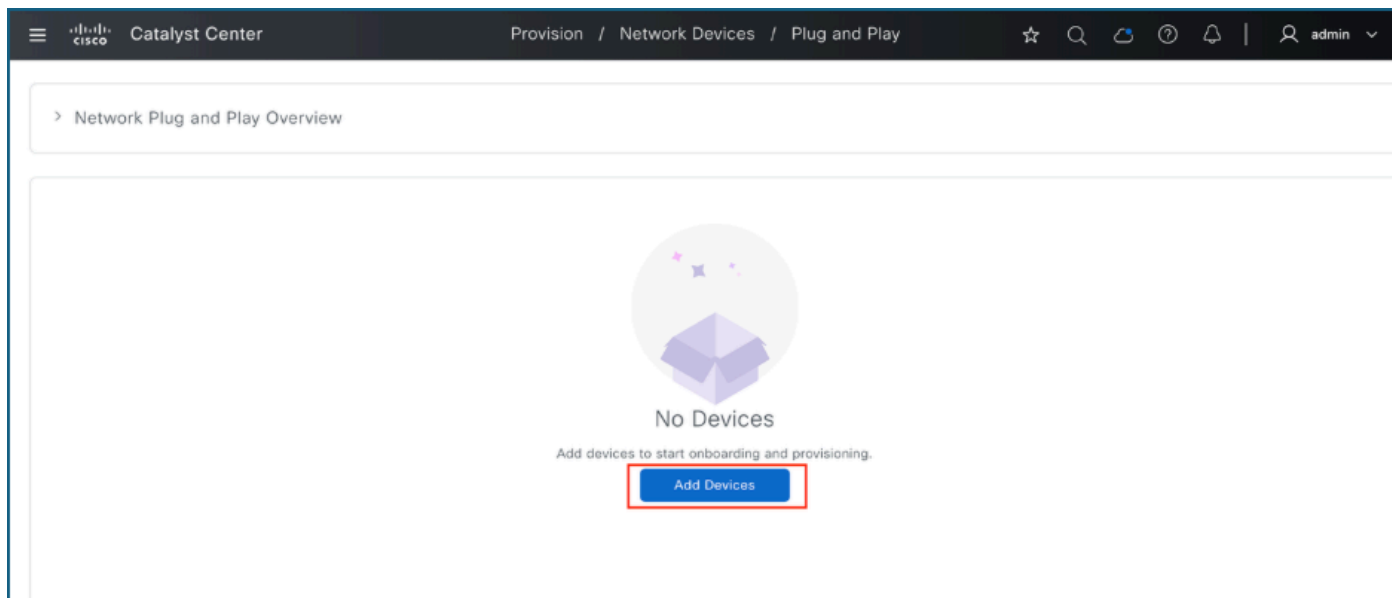 cisco Catalyst Center Provision / Network Devices / Plug and Play admin
Network Plug and Play Overview
No Devices
Add devices to start onboarding and provisioning.
Add Devices